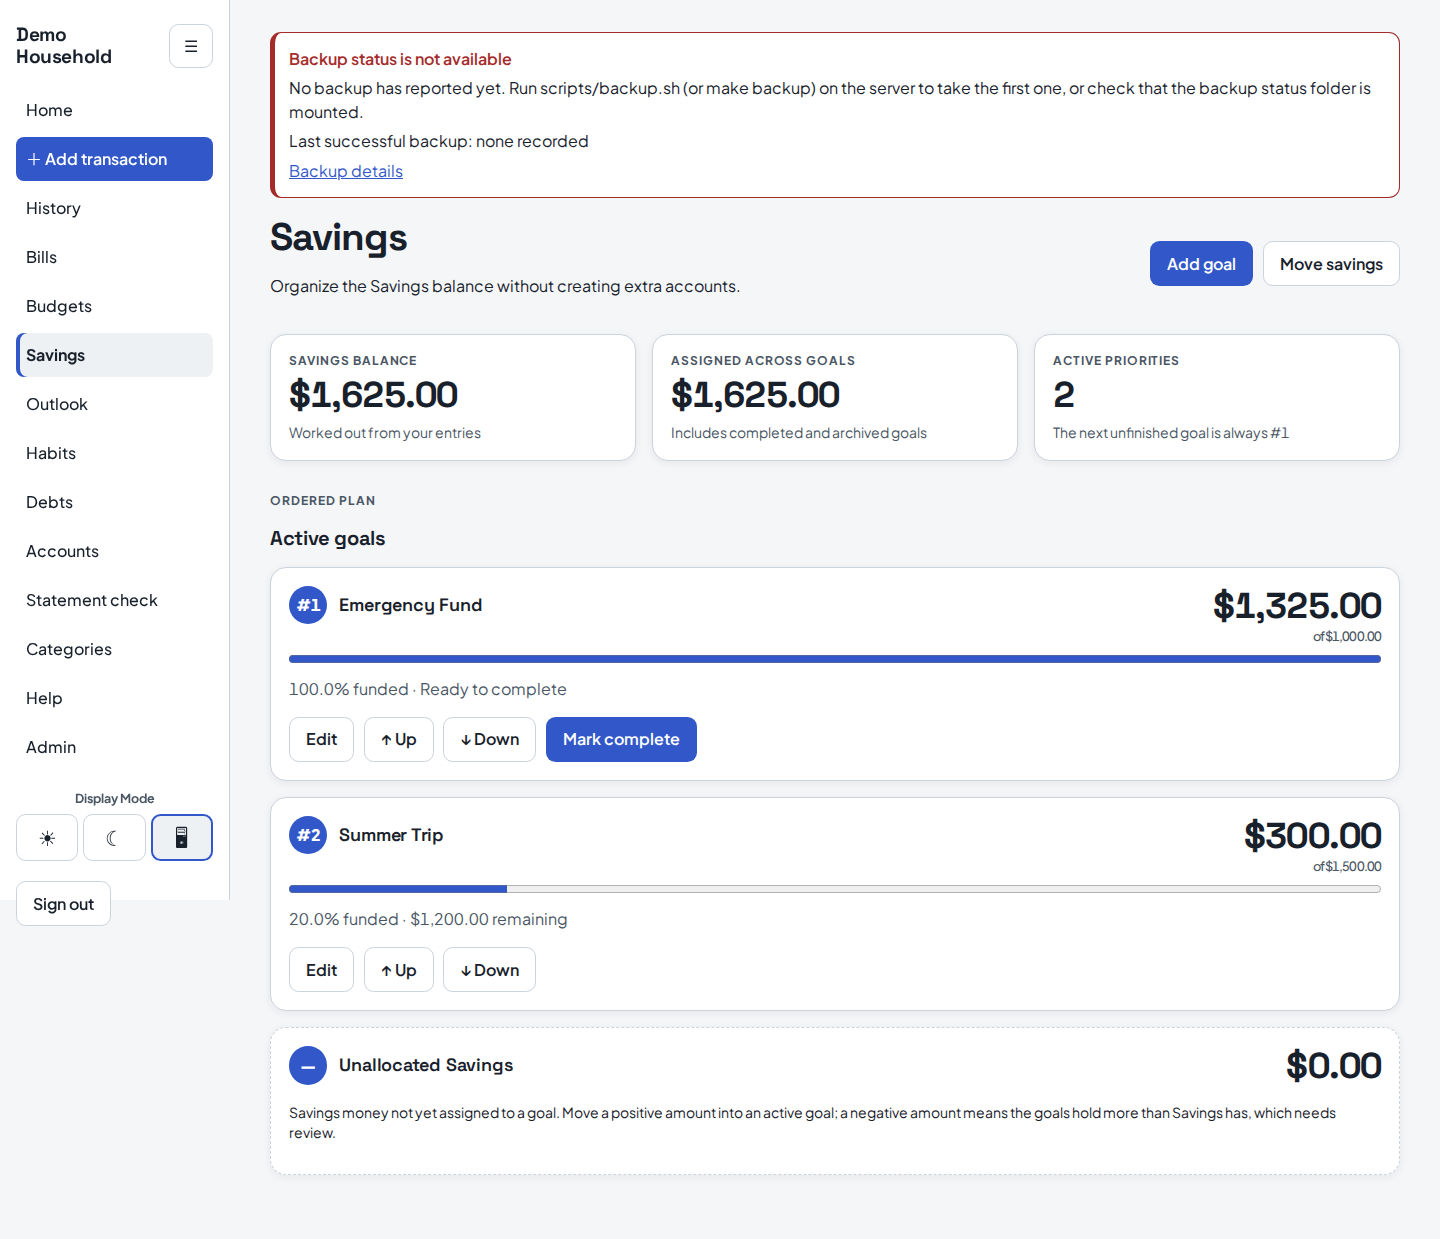 Demo
Household
☰
Home
+ Add transaction
History
Bills
Budgets
Savings
Outlook
Habits
Debts
Accounts
Statement check
Categories
Help
Admin
Display Mode
Sign out
Backup status is not available
No backup has reported yet. Run scripts/backup.sh (or make backup) on the server to take the first one, or check that the backup status folder is
mounted.
Last successful backup: none recorded
Backup details
Savings
Organize the Savings balance without creating extra accounts.
Add goal
Move savings
SAVINGS BALANCE
$1,625.00
Worked out from your entries
ASSIGNED ACROSS GOALS
$1,625.00
Includes completed and archived goals
ACTIVE PRIORITIES
2
The next unfinished goal is always #1
ORDERED PLAN
Active goals
#1 Emergency Fund
$1,325.00
of $1,000.00
100.0% funded · Ready to complete
Edit
↑ Up
↓ Down
Mark complete
#2 Summer Trip
$300.00
of $1,500.00
20.0% funded · $1,200.00 remaining
Edit
↑ Up
↓ Down
– Unallocated Savings
$0.00
Savings money not yet assigned to a goal. Move a positive amount into an active goal; a negative amount means the goals hold more than Savings has, which needs
review.